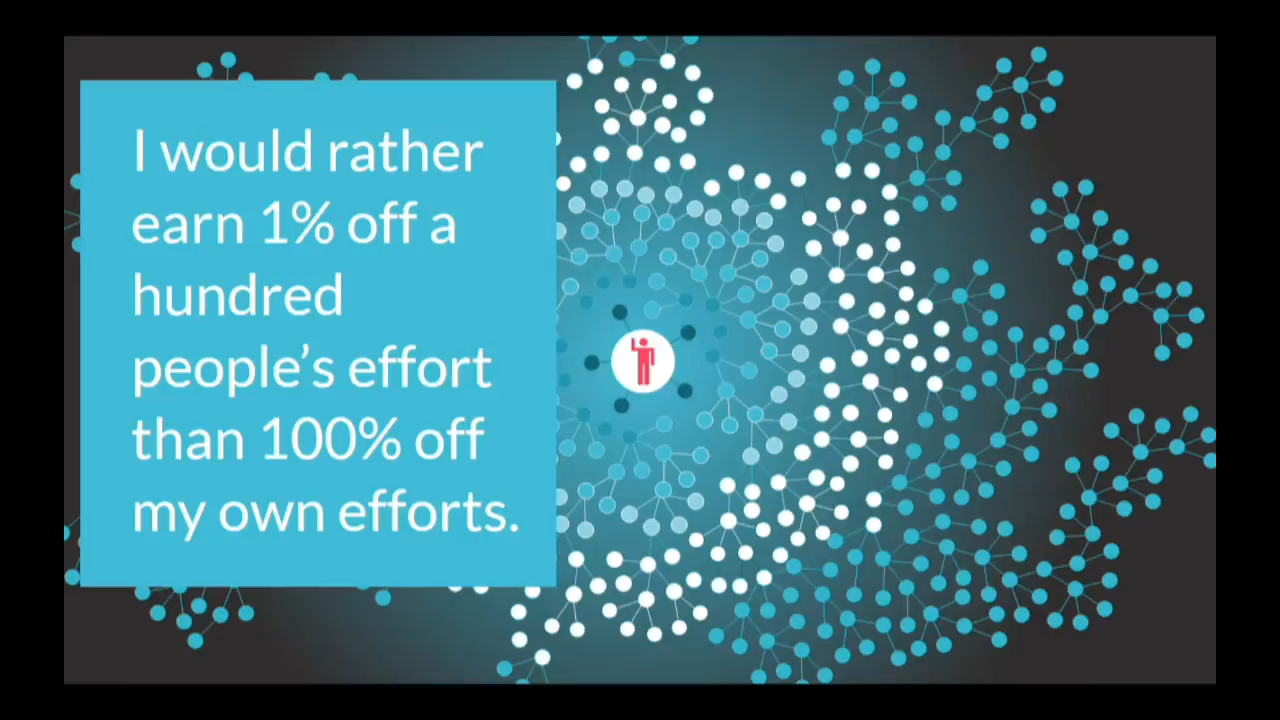 I would rather
earn 1% off a
hundred
people’s effort
than 100% off
my own efforts.